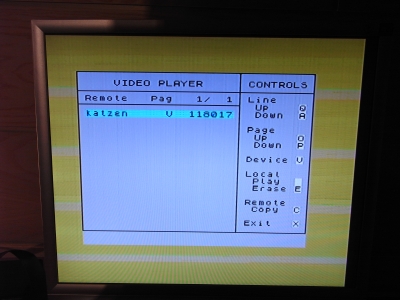 VIDEO PLAYER
Remote Pag 1/ 1
katzen V 118017
CONTROLS
Line
Up Q
Down A
Page
Up O
Down P
Device V
Local
Play
Erase E
Remote
Copy C
Exit X